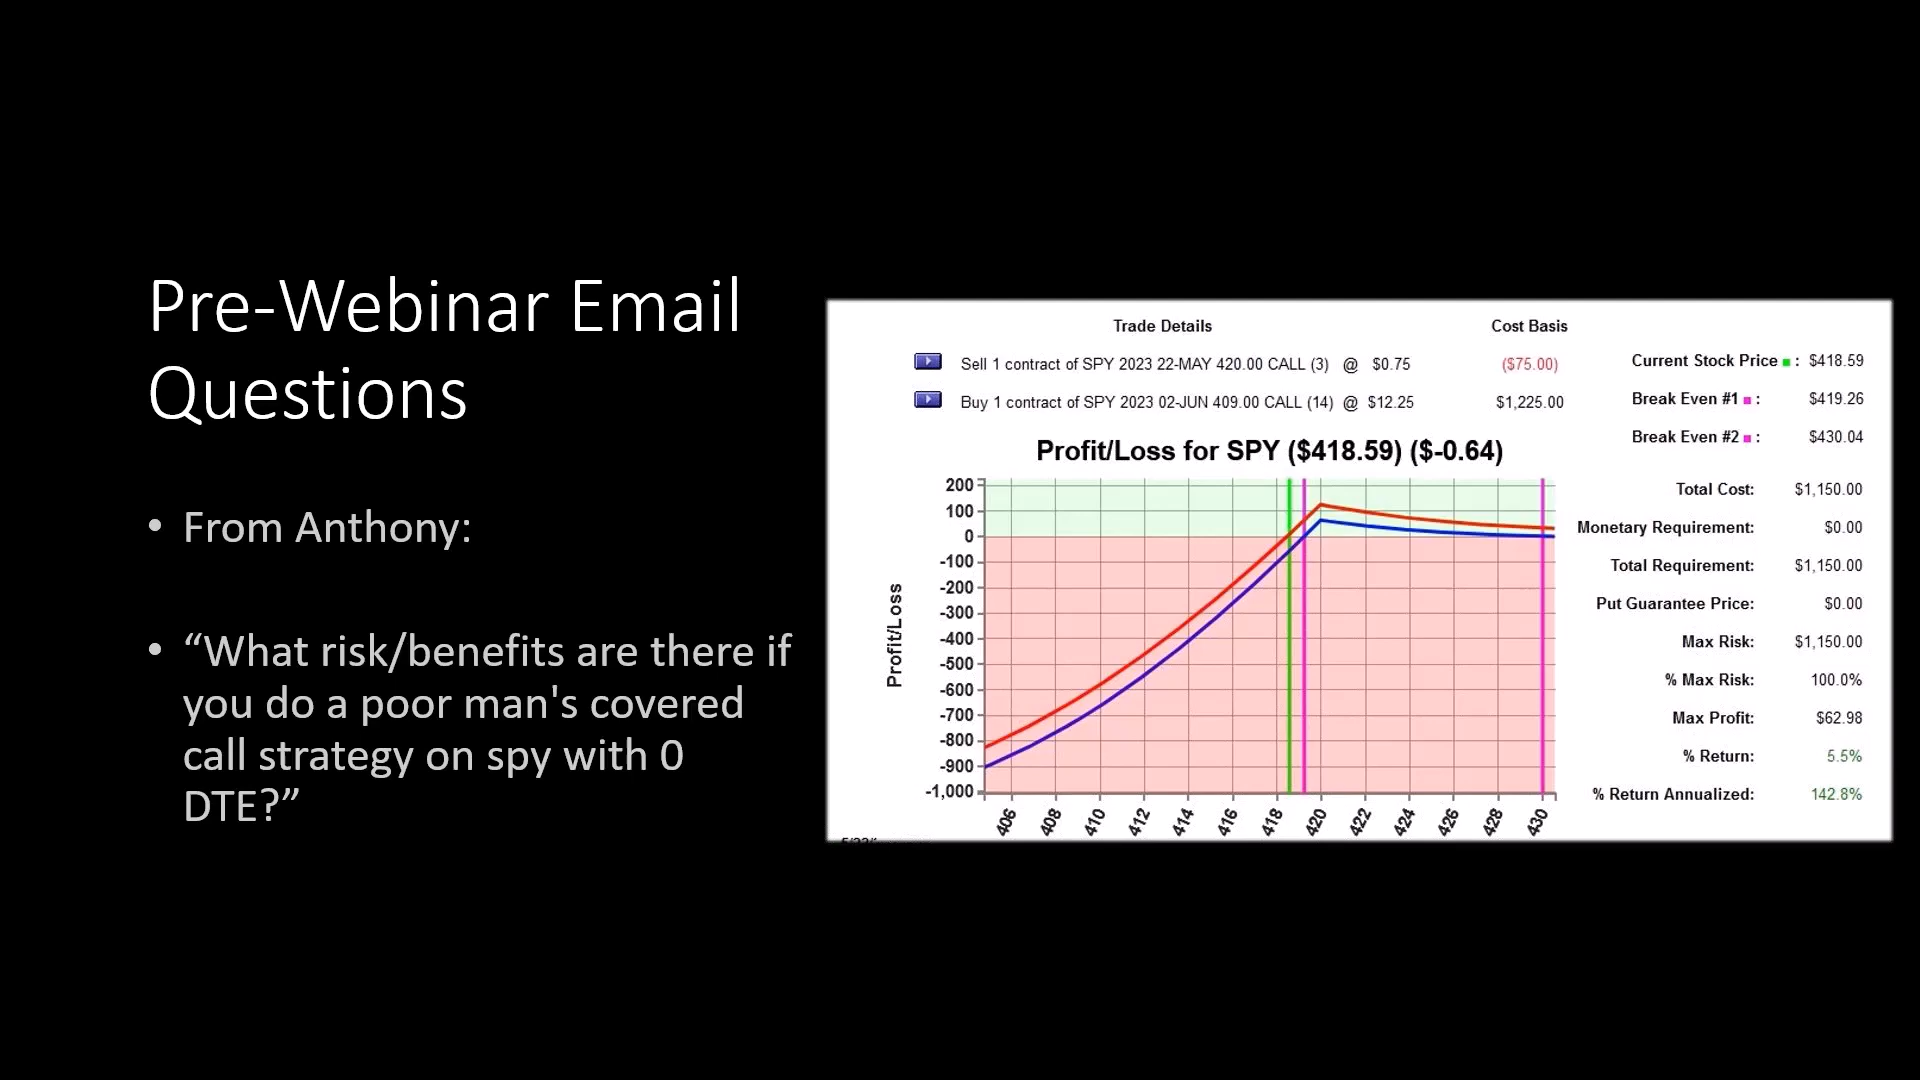 Pre-Webinar Email
Questions
• From Anthony:
• “What risk/benefits are there if
you do a poor man's covered
call strategy on spy with 0
DTE?”
Trade Details
Cost Basis
Sell 1 contract of SPY 2023 22-MAY 420.00 CALL (3) @ $0.75 ($75.00)
Buy 1 contract of SPY 2023 02-JUN 409.00 CALL (14) @ $12.25 $1,225.00
Profit/Loss for SPY ($418.59) ($-0.64)
200
100
0
-100
-200
-300
-400
-500
-600
-700
-800
-900
-1,000
Profit/Loss
406
408
410
412
414
416
418
420
422
424
426
428
430
Current Stock Price : $418.59
Break Even #1 : $419.26
Break Even #2 : $430.04
Total Cost: $1,150.00
Monetary Requirement: $0.00
Total Requirement: $1,150.00
Put Guarantee Price: $0.00
Max Risk: $1,150.00
% Max Risk: 100.0%
Max Profit: $62.98
% Return: 5.5%
% Return Annualized: 142.8%